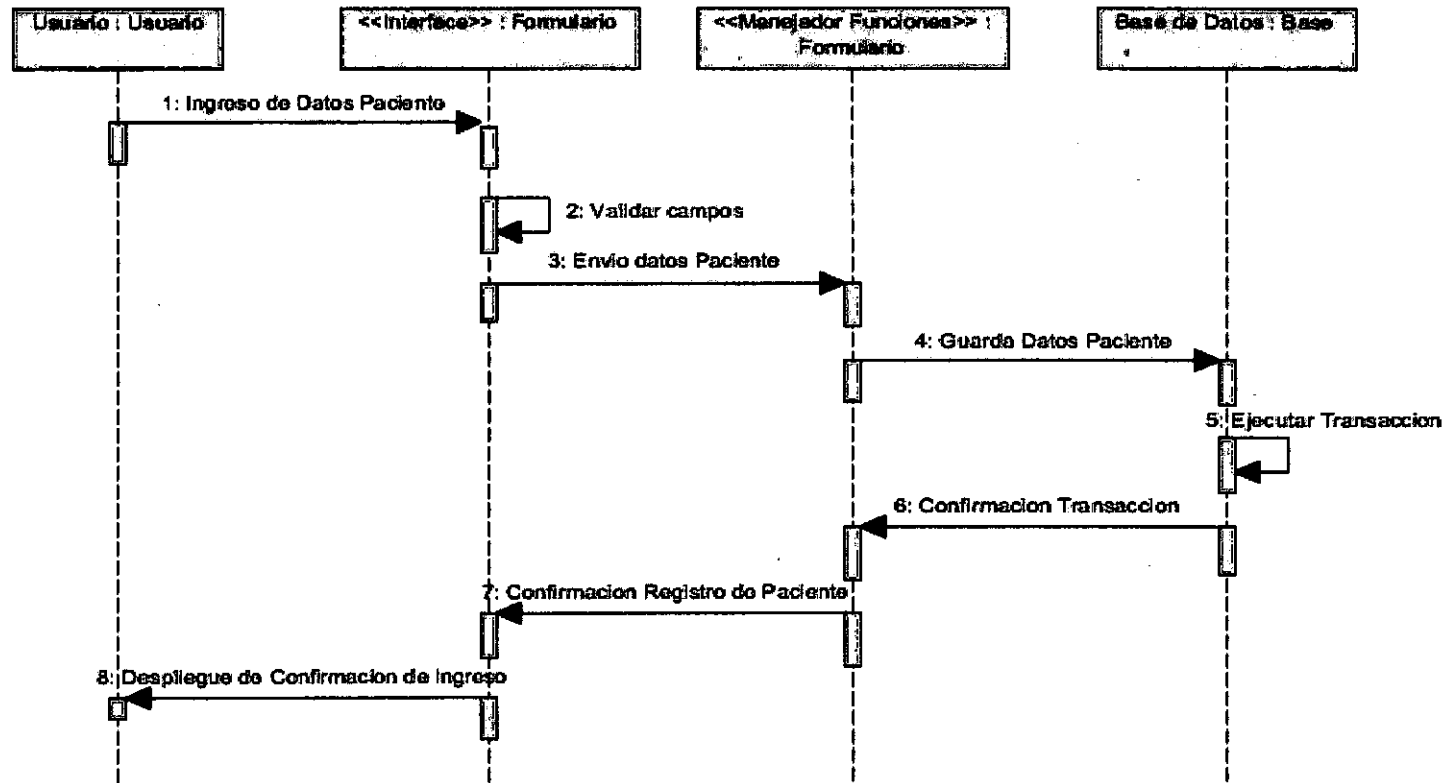 Usuario : Usuario
<<Interface>> : Formulario
<<Manejador Funciones>> :
Formulario
Base de Datos : Base
1: Ingreso de Datos Paciente
2: Validar campos
3: Envio datos Paciente
4: Guarda Datos Paciente
5: Ejecutar Transaccion
6: Confirmacion Transaccion
7: Confirmacion Registro de Paciente
8: Despliegue de Confirmacion de Ingreso